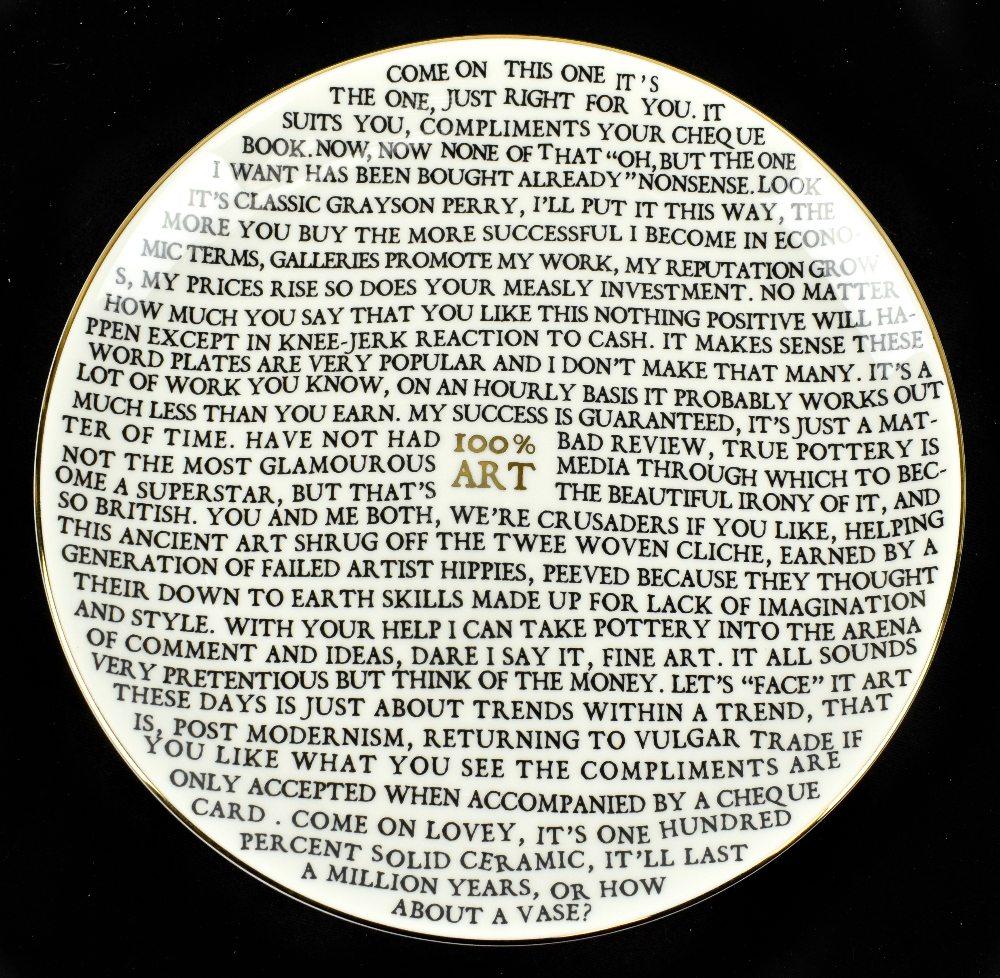 COME ON THIS ONE IT'S
THE ONE, JUST RIGHT FOR YOU. IT
SUITS YOU, COMPLIMENTS YOUR CHEQUE
BOOK. NOW, NOW NONE OF THAT "OH, BUT THE ONE
I WANT HAS BEEN BOUGHT ALREADY" NONSENSE. LOOK
IT'S CLASSIC GRAYSON PERRY, I'LL PUT IT THIS WAY, THE
MORE YOU BUY THE MORE SUCCESSFUL I BECOME IN ECONO-
MIC TERMS, GALLERIES PROMOTE MY WORK, MY REPUTATION GROW
S, MY PRICES RISE SO DOES YOUR MEASLY INVESTMENT. NO MATTER
HOW MUCH YOU SAY THAT YOU LIKE THIS NOTHING POSITIVE WILL HA-
PPEN EXCEPT IN KNEE-JERK REACTION TO CASH. IT MAKES SENSE THESE
WORD PLATES ARE VERY POPULAR AND I DON'T MAKE THAT MANY. IT'S A
LOT OF WORK YOU KNOW, ON AN HOURLY BASIS IT PROBABLY WORKS OUT
MUCH LESS THAN YOU EARN. MY SUCCESS IS GUARANTEED, IT'S JUST A MAT-
TER OF TIME. HAVE NOT HAD 100% BAD REVIEW, TRUE POTTERY IS
NOT THE MOST GLAMOUROUS ART MEDIA THROUGH WHICH TO BEC-
OME A SUPERSTAR, BUT THAT'S THE BEAUTIFUL IRONY OF IT, AND
SO BRITISH. YOU AND ME BOTH, WE'RE CRUSADERS IF YOU LIKE, HELPING
THIS ANCIENT ART SHRUG OFF THE TWEE WOVEN CLICHE, EARNED BY A
GENERATION OF FAILED ARTIST HIPPIES, PEEVED BECAUSE THEY THOUGHT
THEIR DOWN TO EARTH SKILLS MADE UP FOR LACK OF IMAGINATION
AND STYLE. WITH YOUR HELP I CAN TAKE POTTERY INTO THE ARENA
OF COMMENT AND IDEAS, DARE I SAY IT, FINE ART. IT ALL SOUNDS
VERY PRETENTIOUS BUT THINK OF THE MONEY. LET'S "FACE" IT ART
THESE DAYS IS JUST ABOUT TRENDS WITHIN A TREND, THAT
IS, POST MODERNISM, RETURNING TO VULGAR TRADE IF
YOU LIKE WHAT YOU SEE THE COMPLIMENTS ARE
ONLY ACCEPTED WHEN ACCOMPANIED BY A CHEQUE
CARD . COME ON LOVEY, IT'S ONE HUNDRED
PERCENT SOLID CERAMIC, IT'LL LAST
A MILLION YEARS, OR HOW
ABOUT A VASE?